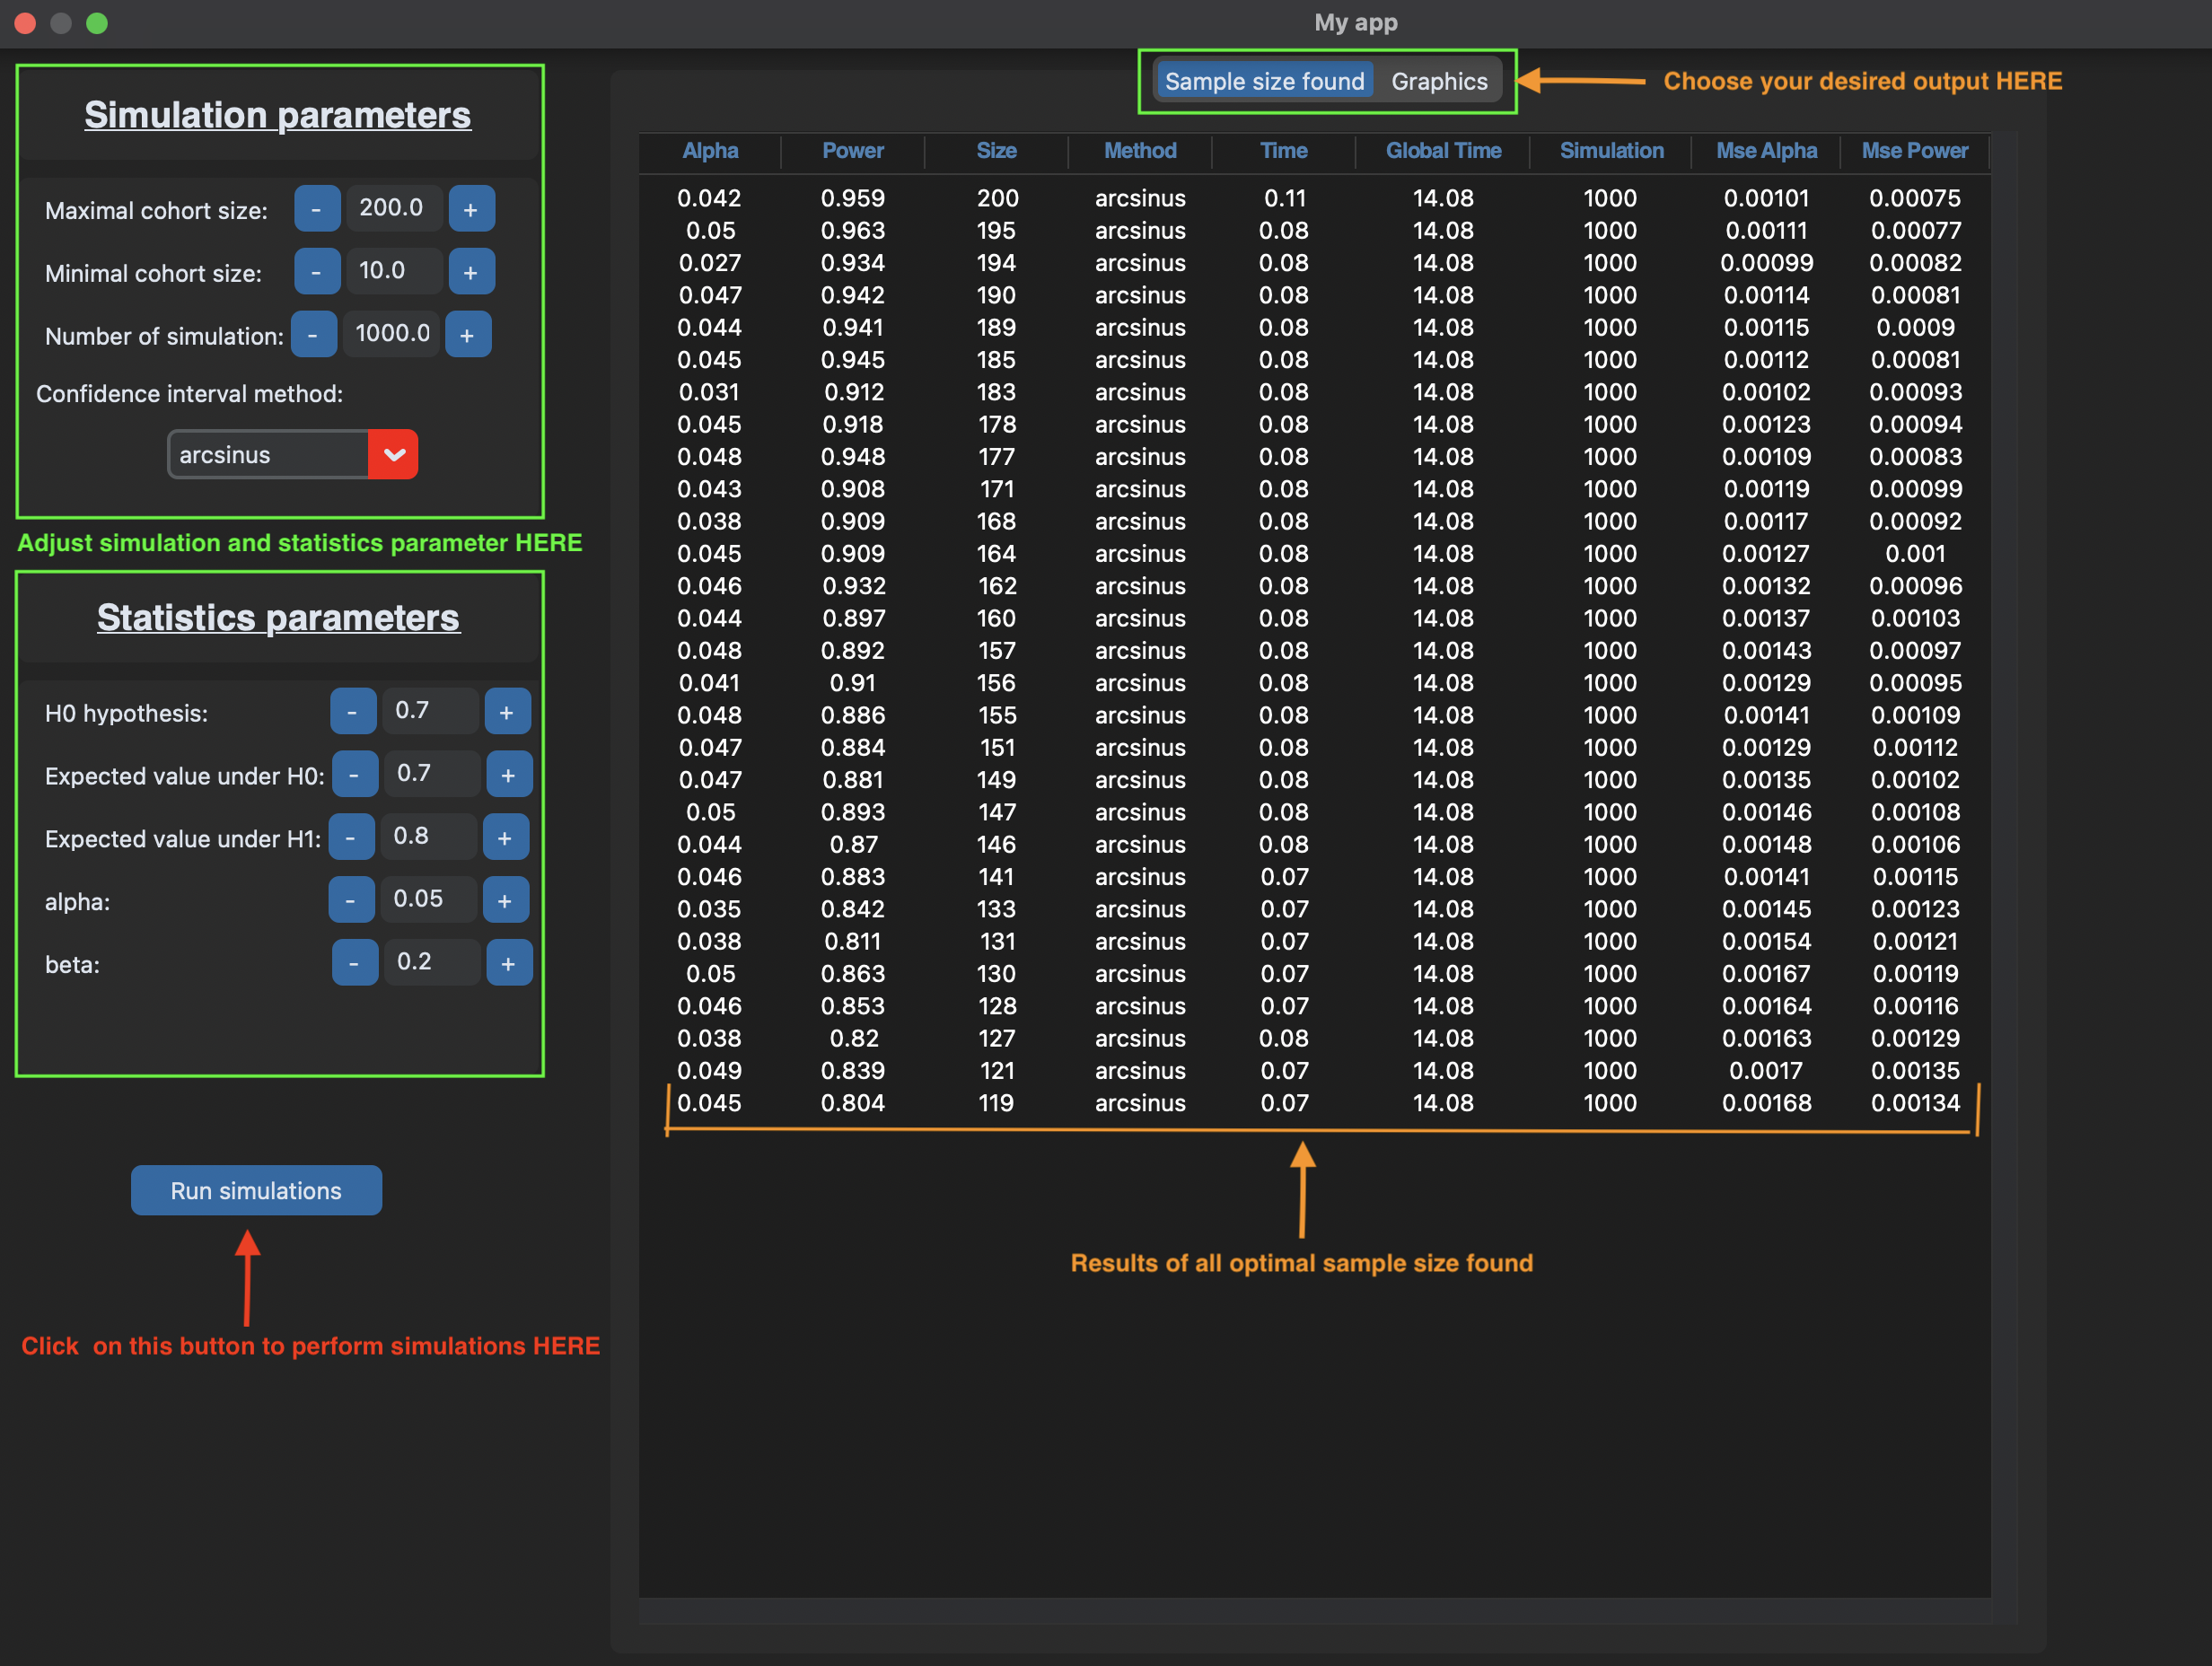 My app
Simulation parameters
Maximal cohort size: - 200.0 +
Minimal cohort size: - 10.0 +
Number of simulation: - 1000.0 +
Confidence interval method:
arcsinus
Adjust simulation and statistics parameter HERE
Statistics parameters
H0 hypothesis: - 0.7 +
Expected value under H0: - 0.7 +
Expected value under H1: - 0.8 +
alpha: - 0.05 +
beta: - 0.2 +
Run simulations
Click on this button to perform simulations HERE
Sample size found Graphics
Choose your desired output HERE
Alpha Power Size Method Time Global Time Simulation Mse Alpha Mse Power
0.042 0.959 200 arcsinus 0.11 14.08 1000 0.00101 0.00075
0.05 0.963 195 arcsinus 0.08 14.08 1000 0.00111 0.00077
0.027 0.934 194 arcsinus 0.08 14.08 1000 0.00099 0.00082
0.047 0.942 190 arcsinus 0.08 14.08 1000 0.00114 0.00081
0.044 0.941 189 arcsinus 0.08 14.08 1000 0.00115 0.0009
0.045 0.945 185 arcsinus 0.08 14.08 1000 0.00112 0.00081
0.031 0.912 183 arcsinus 0.08 14.08 1000 0.00102 0.00093
0.045 0.918 178 arcsinus 0.08 14.08 1000 0.00123 0.00094
0.048 0.948 177 arcsinus 0.08 14.08 1000 0.00109 0.00083
0.043 0.908 171 arcsinus 0.08 14.08 1000 0.00119 0.00099
0.038 0.909 168 arcsinus 0.08 14.08 1000 0.00117 0.00092
0.045 0.909 164 arcsinus 0.08 14.08 1000 0.00127 0.001
0.046 0.932 162 arcsinus 0.08 14.08 1000 0.00132 0.00096
0.044 0.897 160 arcsinus 0.08 14.08 1000 0.00137 0.00103
0.048 0.892 157 arcsinus 0.08 14.08 1000 0.00143 0.00097
0.041 0.91 156 arcsinus 0.08 14.08 1000 0.00129 0.00095
0.048 0.886 155 arcsinus 0.08 14.08 1000 0.00141 0.00109
0.047 0.884 151 arcsinus 0.08 14.08 1000 0.00129 0.00112
0.047 0.881 149 arcsinus 0.08 14.08 1000 0.00135 0.00102
0.05 0.893 147 arcsinus 0.08 14.08 1000 0.00146 0.00108
0.044 0.87 146 arcsinus 0.08 14.08 1000 0.00148 0.00106
0.046 0.883 141 arcsinus 0.07 14.08 1000 0.00141 0.00115
0.035 0.842 133 arcsinus 0.07 14.08 1000 0.00145 0.00123
0.038 0.811 131 arcsinus 0.07 14.08 1000 0.00154 0.00121
0.05 0.863 130 arcsinus 0.07 14.08 1000 0.00167 0.00119
0.046 0.853 128 arcsinus 0.07 14.08 1000 0.00164 0.00116
0.038 0.82 127 arcsinus 0.08 14.08 1000 0.00163 0.00129
0.049 0.839 121 arcsinus 0.07 14.08 1000 0.0017 0.00135
0.045 0.804 119 arcsinus 0.07 14.08 1000 0.00168 0.00134
Results of all optimal sample size found